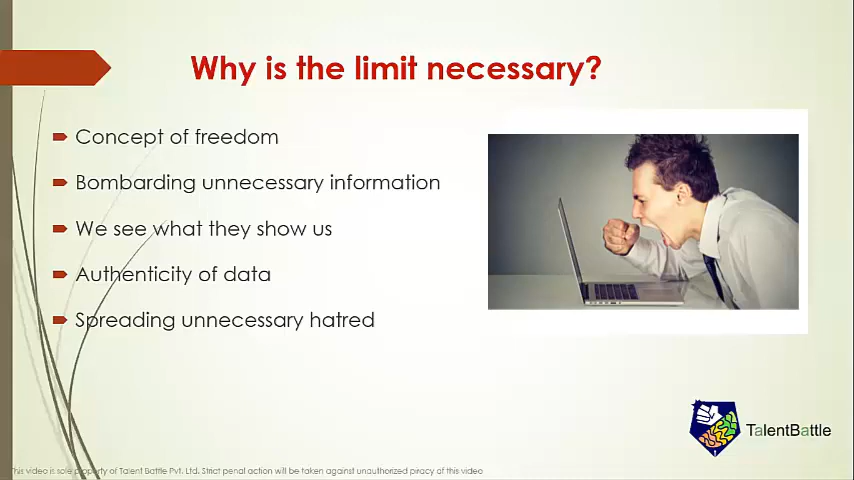 Why is the limit necessary?
Concept of freedom
Bombarding unnecessary information
We see what they show us
Authenticity of data
Spreading unnecessary hatred
TalentBattle
This video is sole property of Talent Battle Pvt. Ltd. Strict penal action will be taken against unauthorized piracy of this video